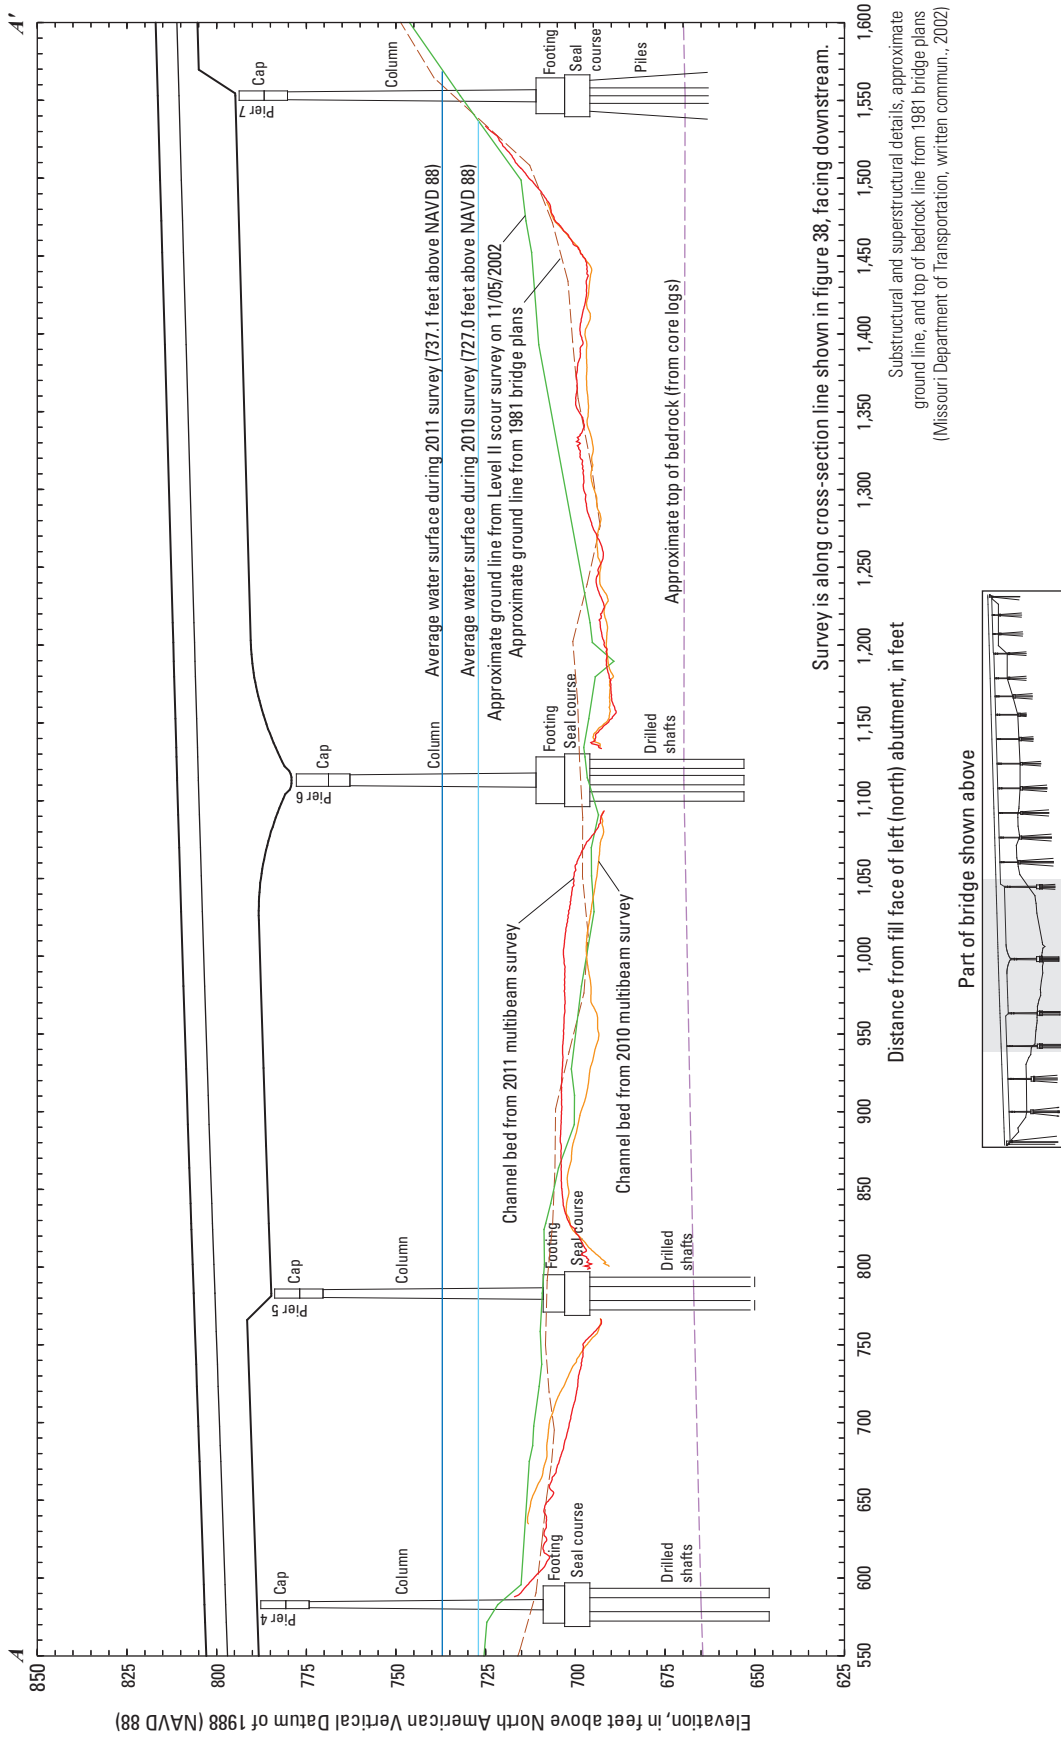 A
A′
Elevation, in feet above North American Vertical Datum of 1988 (NAVD 88)
850
825
800
775
750
725
700
675
650
625
Pier 4
Cap
Column
Footing
Seal course
Drilled
shafts
Pier 5
Cap
Column
Footing
Seal course
Drilled
shafts
Pier 6
Cap
Column
Footing
Seal course
Drilled
shafts
Pier 7
Cap
Column
Footing
Seal
course
Piles
Average water surface during 2011 survey (737.1 feet above NAVD 88)
Average water surface during 2010 survey (727.0 feet above NAVD 88)
Approximate ground line from Level II scour survey on 11/05/2002
Approximate ground line from 1981 bridge plans
Channel bed from 2011 multibeam survey
Channel bed from 2010 multibeam survey
Approximate top of bedrock (from core logs)
Survey is along cross-section line shown in figure 38, facing downstream.
550
600
650
700
750
800
850
900
950
1,000
1,050
1,100
1,150
1,200
1,250
1,300
1,350
1,400
1,450
1,500
1,550
1,600
Distance from fill face of left (north) abutment, in feet
Substructural and superstructural details, approximate
ground line, and top of bedrock line from 1981 bridge plans
(Missouri Department of Transportation, written commun., 2002)
Part of bridge shown above